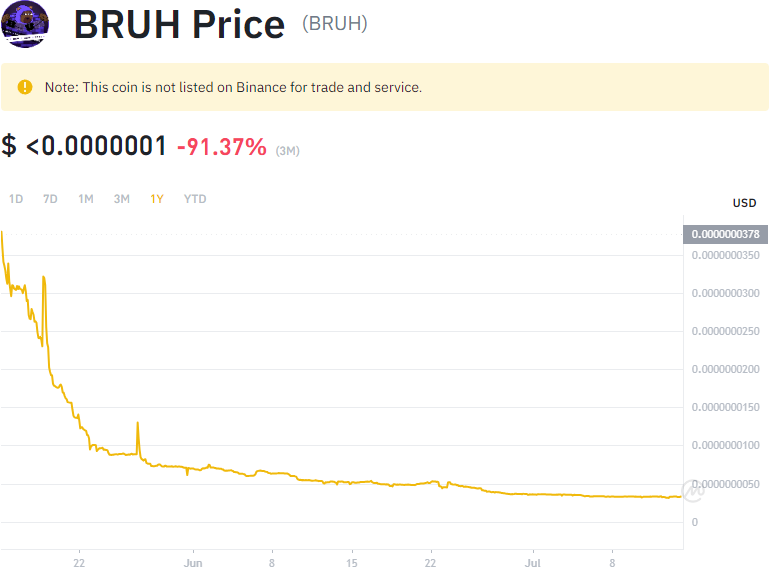 BRUH Price (BRUH)
Note: This coin is not listed on Binance for trade and service.
$ <0.0000001 -91.37% (3M)
1D 7D 1M 3M 1Y YTD
USD
0.0000000378
0.0000000350
0.0000000300
0.0000000250
0.0000000200
0.0000000150
0.0000000100
0.0000000050
0
22 Jun 8 15 22 Jul 8